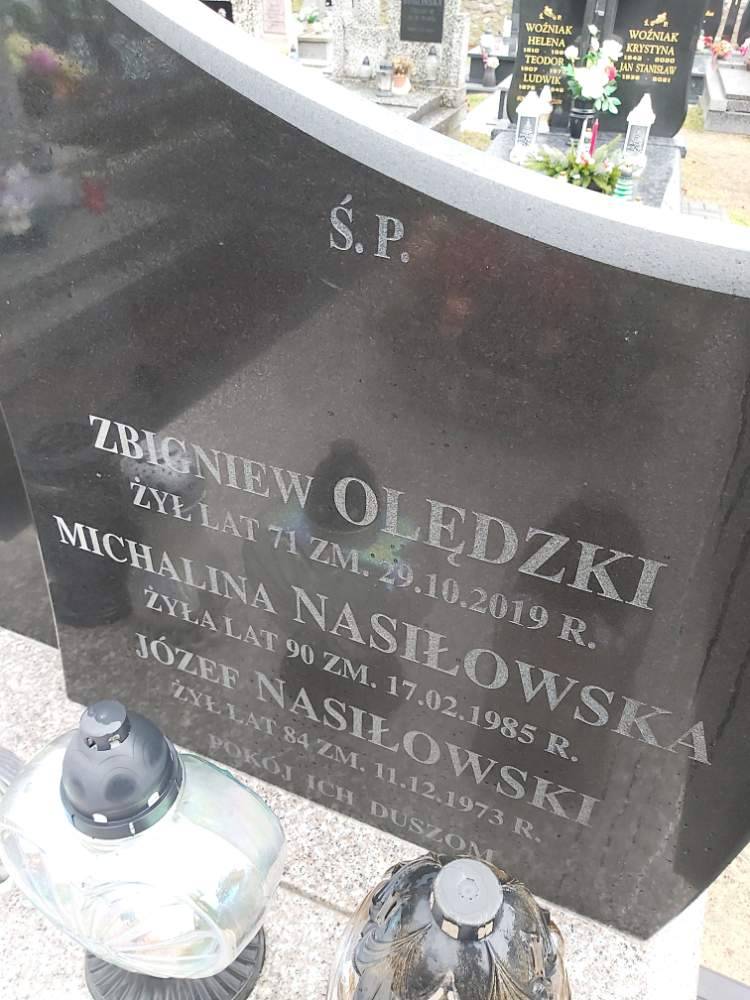 WOŹNIAK
HELENA
TEODOR
LUDWIK
WOŹNIAK
KRYSTYNA
JAN STANISŁAW
Ś.P.
ZBIGNIEW OLĘDZKI
ŻYŁ LAT 71 ZM. 29.10.2019 R.
MICHALINA NASIŁOWSKA
ŻYŁA LAT 90 ZM. 17.02.1985 R.
JÓZEF NASIŁOWSKI
ŻYŁ LAT 84 ZM. 11.12.1973 R.
POKÓJ ICH DUSZOM